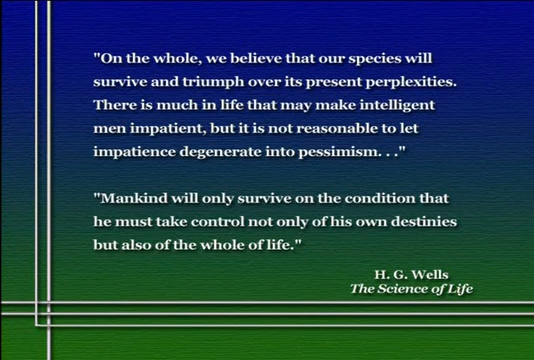 "On the whole, we believe that our species will
survive and triumph over its present perplexities.
There is much in life that may make intelligent
men impatient, but it is not reasonable to let
impatience degenerate into pessimism. . ."
"Mankind will only survive on the condition that
he must take control not only of his own destinies
but also of the whole of life."
H. G. Wells
The Science of Life